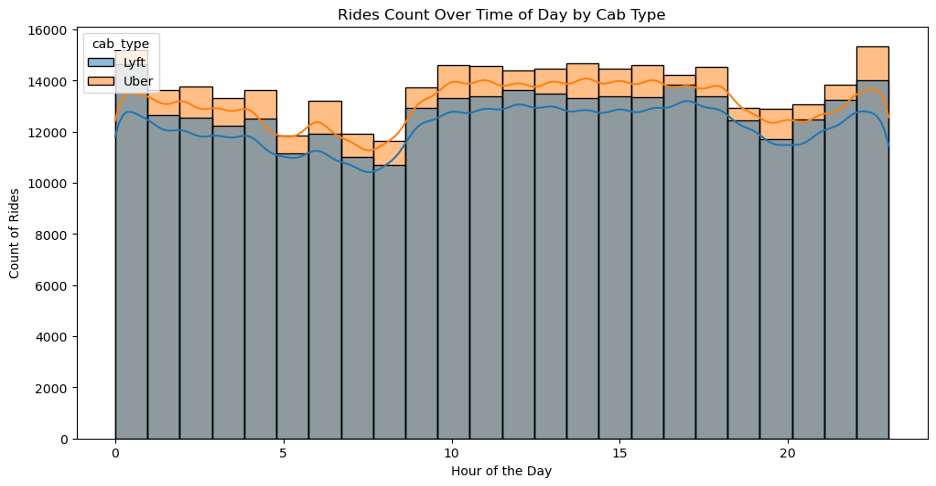 Rides Count Over Time of Day by Cab Type
16000
14000
12000
10000
8000
6000
4000
2000
0
Count of Rides
cab_type
Lyft
Uber
0 5 10 15 20
Hour of the Day